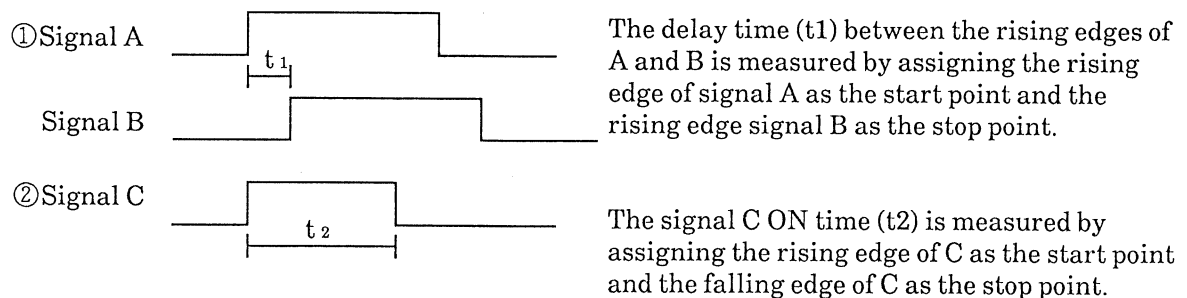 ①Signal A
t1
Signal B
The delay time (t1) between the rising edges of
A and B is measured by assigning the rising
edge of signal A as the start point and the
rising edge signal B as the stop point.
②Signal C
t2
The signal C ON time (t2) is measured by
assigning the rising edge of C as the start point
and the falling edge of C as the stop point.